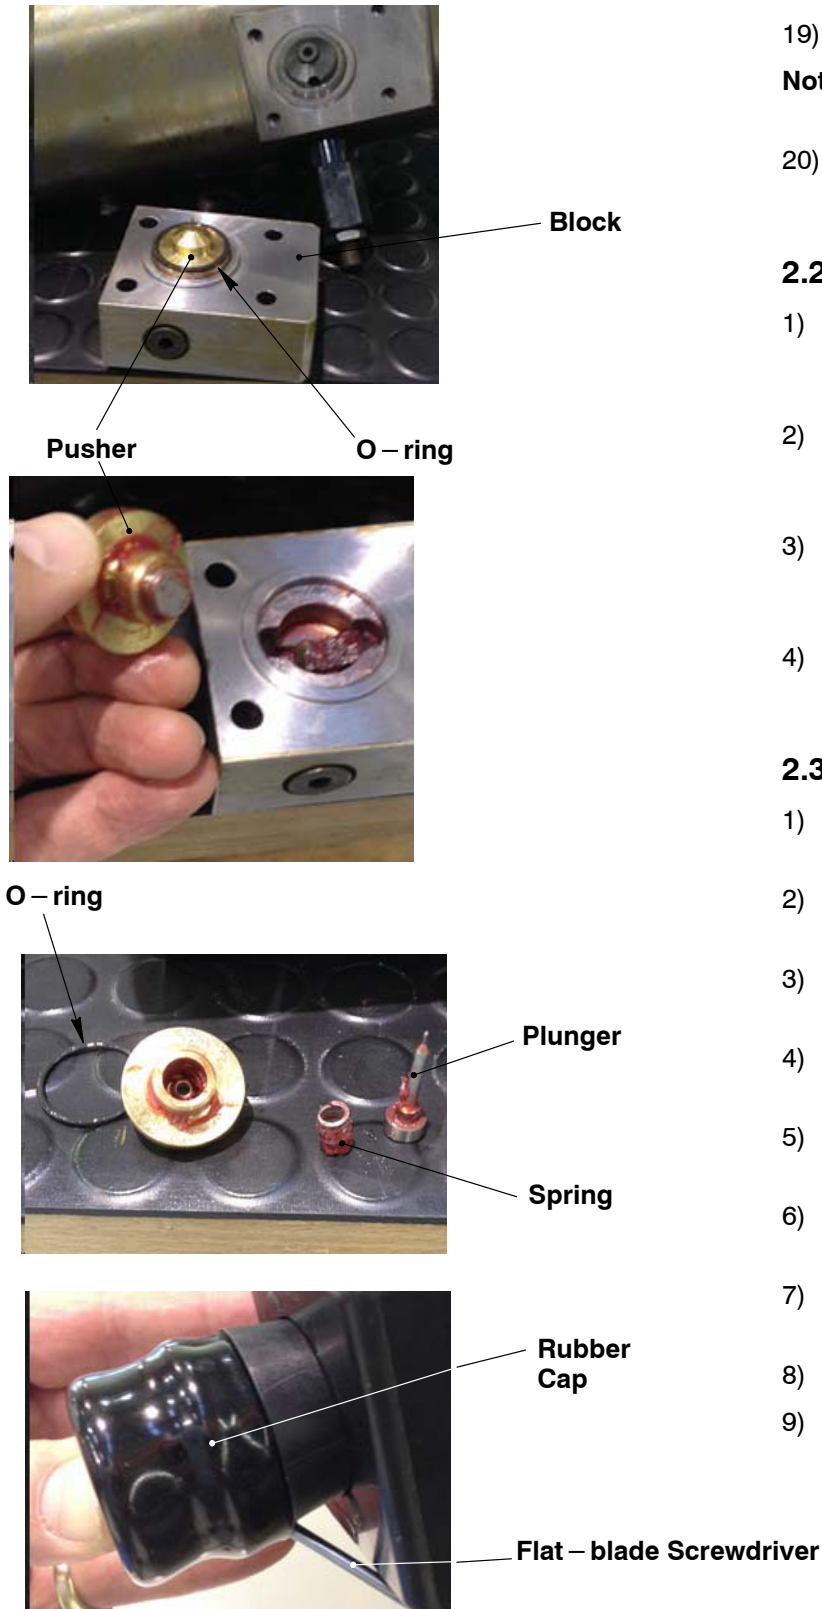 19)
Not
20)
Block
2.2
1)
2)
Pusher
O–ring
3)
4)
2.3
1)
O–ring
2)
3)
Plunger
4)
5)
Spring
6)
7)
Rubber
Cap
8)
9)
Flat–blade Screwdriver